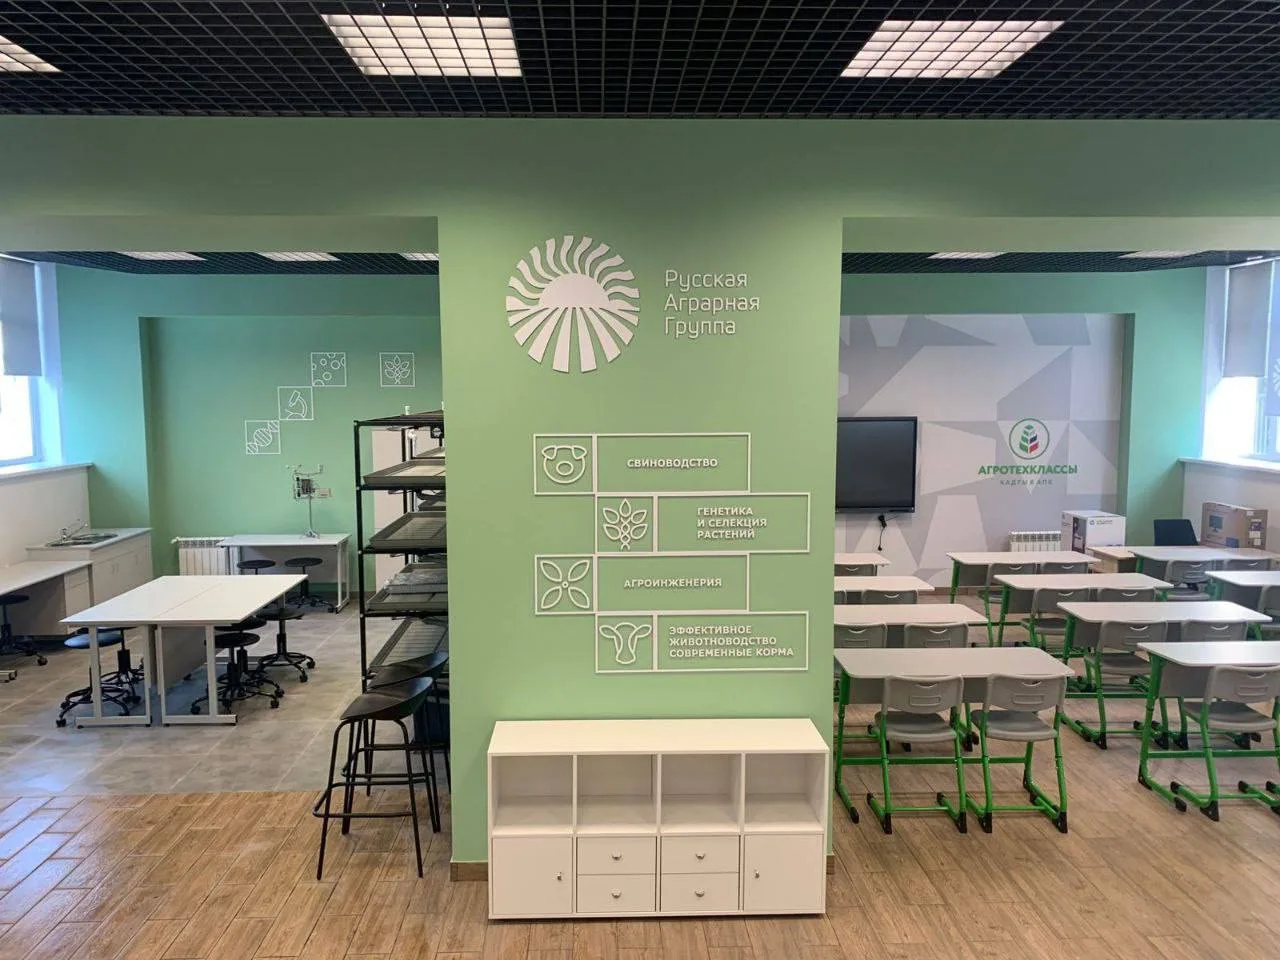 Русская
Аграрная
Группа
СВИНОВОДСТВО
ГЕНЕТИКА
И СЕЛЕКЦИЯ
РАСТЕНИЙ
АГРОИНЖЕНЕРИЯ
ЭФФЕКТИВНОЕ
ЖИВОТНОВОДСТВО
СОВРЕМЕННЫЕ КОРМА
АГРОТЕХКЛАССЫ
КАДРЫ В АПК